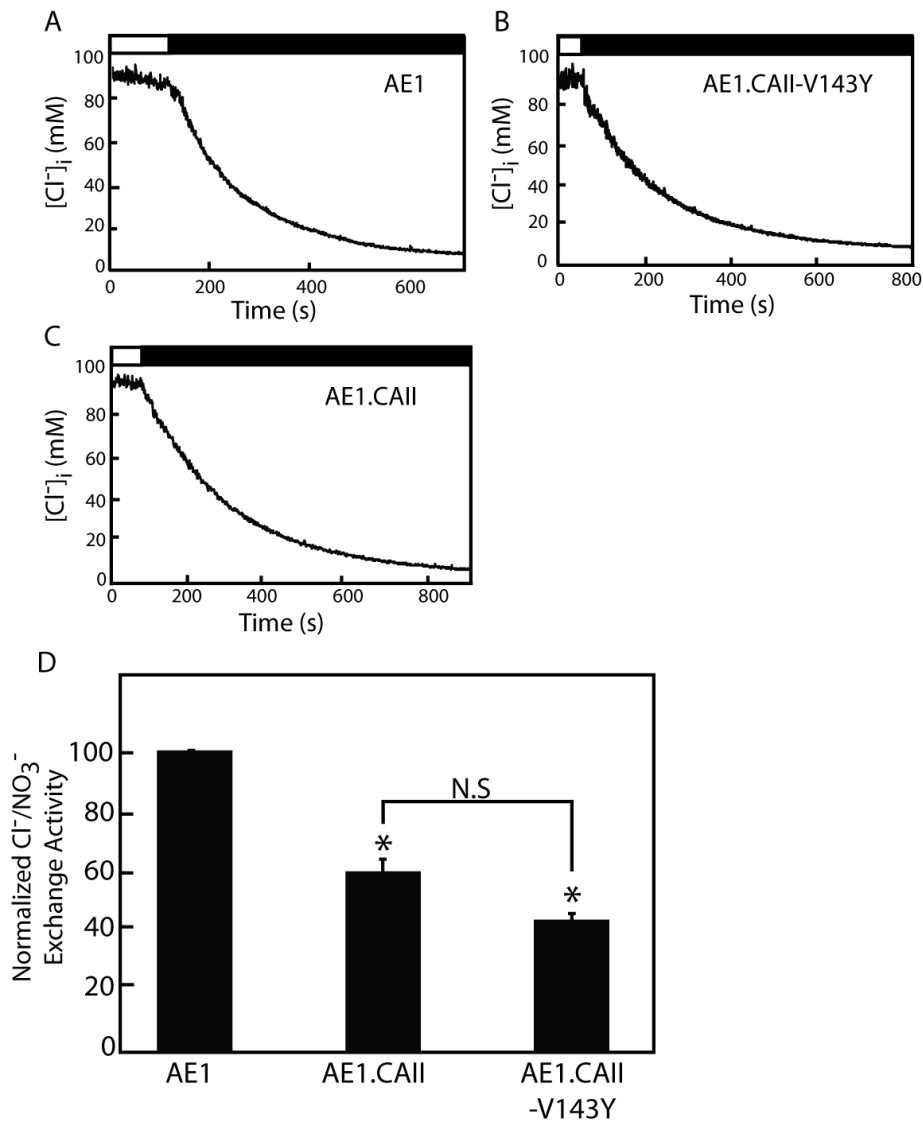 A
100
80
60
40
20
0
[Cl⁻]ᵢ (mM)
AE1
200
400
600
Time (s)
B
100
80
60
40
20
0
[Cl⁻]ᵢ (mM)
AE1.CAII-V143Y
0
200
400
600
800
Time (s)
C
100
80
60
40
20
0
[Cl⁻]ᵢ (mM)
AE1.CAII
0
200
400
600
800
Time (s)
D
Normalized Cl⁻/NO₃⁻
Exchange Activity
100
80
60
40
20
0
N.S
*
*
AE1
AE1.CAII
AE1.CAII
-V143Y